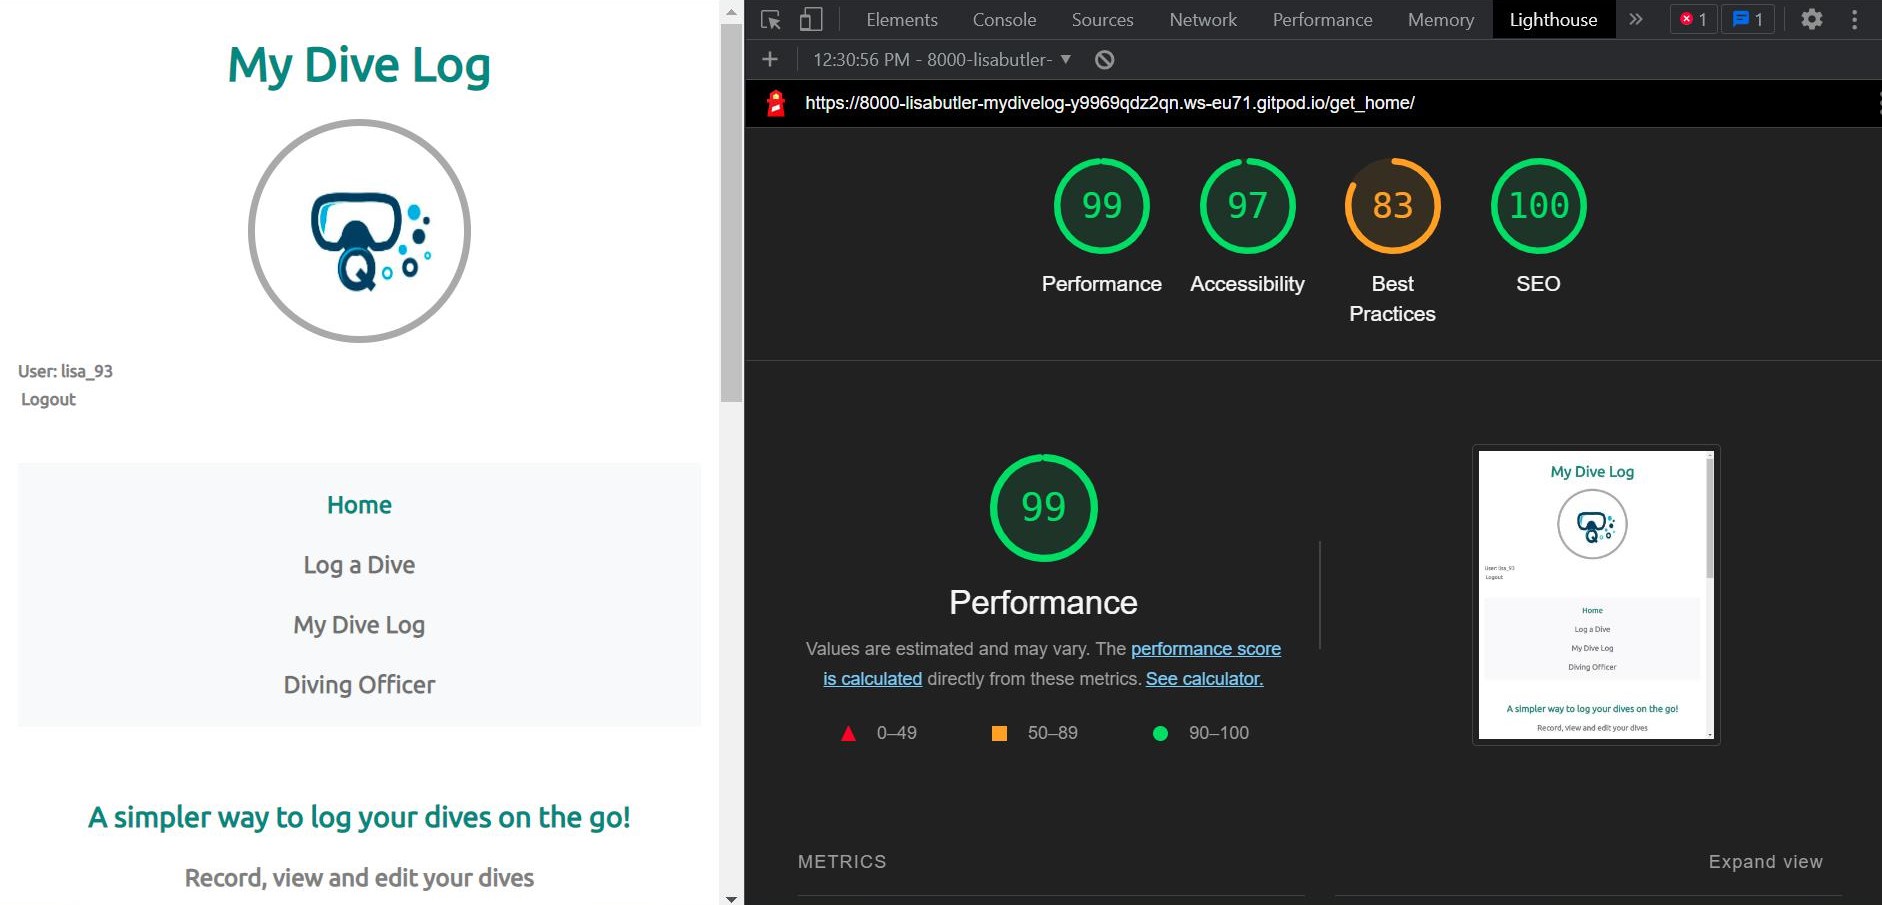 My Dive Log
Q
User: lisa_93
Logout
Home
Log a Dive
My Dive Log
Diving Officer
A simpler way to log your dives on the go!
Record, view and edit your dives
Elements Console Sources Network Performance Memory Lighthouse » 1 1
12:30:56 PM - 8000-lisabutler-
https://8000-lisabutler-mydivelog-y9969qdz2qn.ws-eu71.gitpod.io/get_home/
99 97 83 100
Performance Accessibility Best Practices SEO
99
Performance
Values are estimated and may vary. The performance score
is calculated directly from these metrics. See calculator.
0–49 50–89 90–100
My Dive Log
Q
User: lisa_93
Logout
Home
Log a Dive
My Dive Log
Diving Officer
A simpler way to log your dives on the go!
Record, view and edit your dives
METRICS Expand view